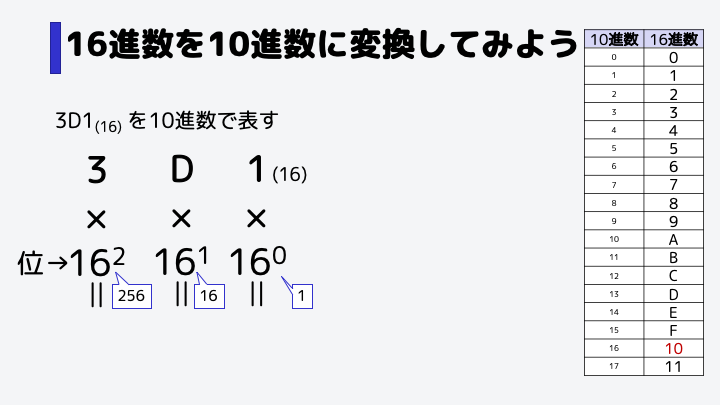 16進数を10進数に変換してみよう
3D1(16) を10進数で表す
3 D 1 (16)
× × ×
位→16² 16¹ 16⁰
|| || ||
256 16 1
10進数 16進数
0 0
1 1
2 2
3 3
4 4
5 5
6 6
7 7
8 8
9 9
10 A
11 B
12 C
13 D
14 E
15 F
16 10
17 11